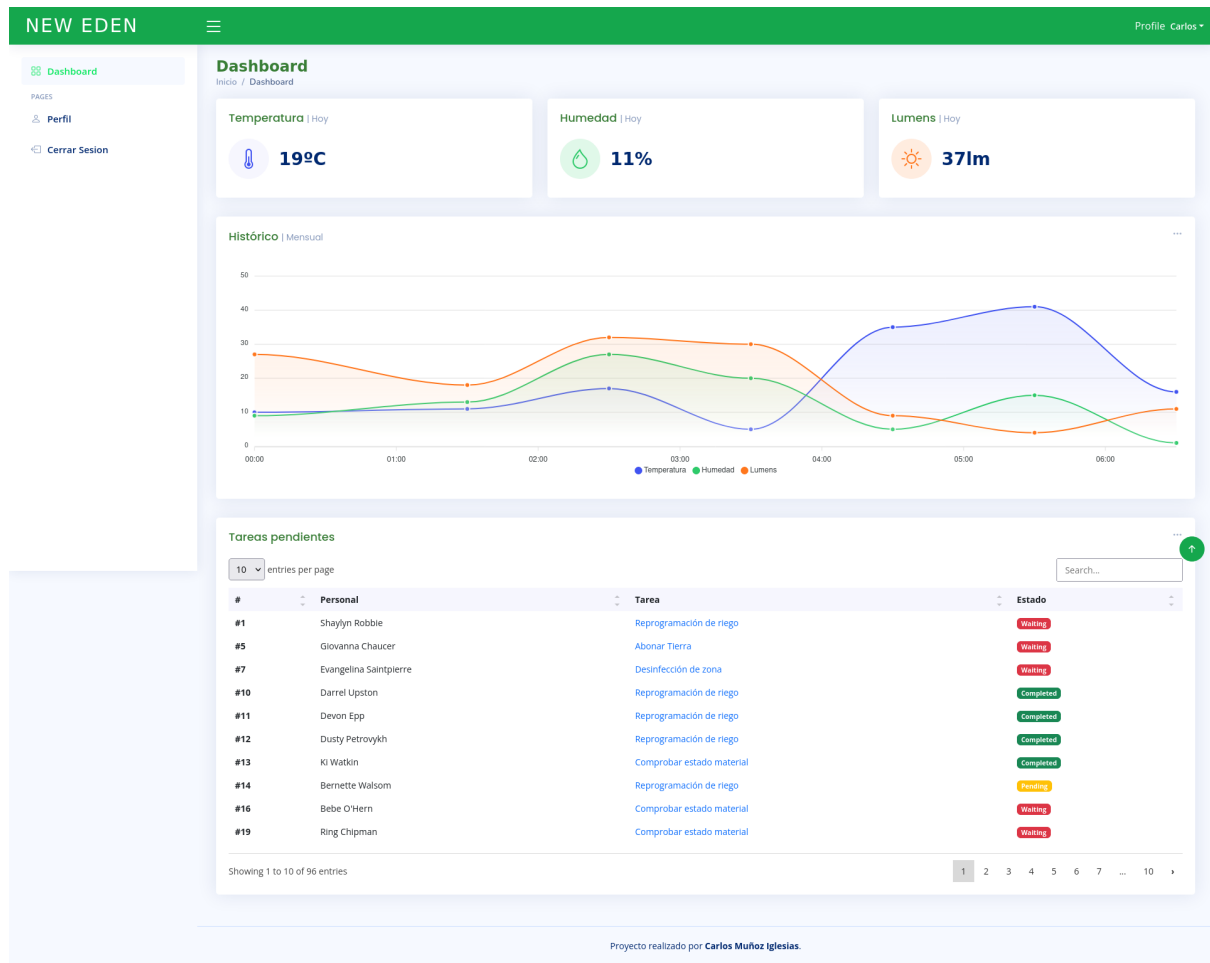 NEW EDEN
Profile Carlos
Dashboard
PAGES
Perfil
Cerrar Sesion
Dashboard
Inicio / Dashboard
Temperatura | Hoy
19ºC
Humedad | Hoy
11%
Lumens | Hoy
37lm
Histórico | Mensual
50
40
30
20
10
0
00:00 01:00 02:00 03:00 04:00 05:00 06:00
Temperatura Humedad Lumens
Tareas pendientes
10 entries per page
Search...
# Personal Tarea Estado
#1 Shaylyn Robbie Reprogramación de riego Waiting
#5 Giovanna Chaucer Abonar Tierra Waiting
#7 Evangelina Saintpierre Desinfección de zona Waiting
#10 Darrel Upston Reprogramación de riego Completed
#11 Devon Epp Reprogramación de riego Completed
#12 Dusty Petrovykh Reprogramación de riego Completed
#13 Ki Watkin Comprobar estado material Completed
#14 Bernette Walsom Reprogramación de riego Pending
#16 Bebe O'Hern Comprobar estado material Waiting
#19 Ring Chipman Comprobar estado material Waiting
Showing 1 to 10 of 96 entries
1 2 3 4 5 6 7 ... 10 ›
Proyecto realizado por Carlos Muñoz Iglesias.